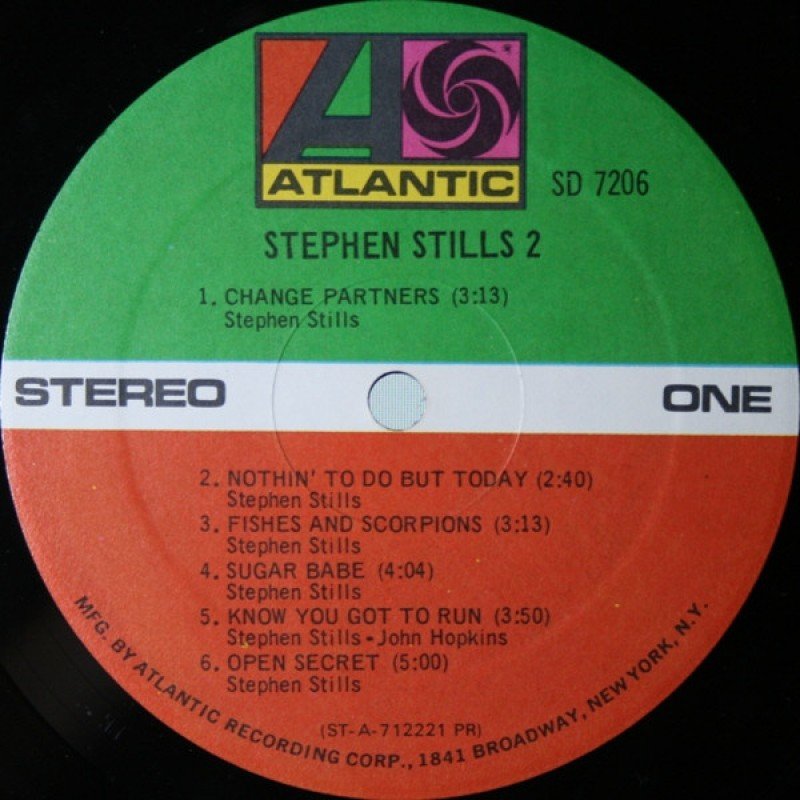 ATLANTIC
SD 7206
STEPHEN STILLS 2
1. CHANGE PARTNERS (3:13)
Stephen Stills
STEREO
ONE
2. NOTHIN' TO DO BUT TODAY (2:40)
Stephen Stills
3. FISHES AND SCORPIONS (3:13)
Stephen Stills
4. SUGAR BABE (4:04)
Stephen Stills
5. KNOW YOU GOT TO RUN (3:50)
Stephen Stills - John Hopkins
6. OPEN SECRET (5:00)
Stephen Stills
(ST-A-712221 PR)
MFG. BY ATLANTIC RECORDING CORP., 1841 BROADWAY, NEW YORK, N.Y.